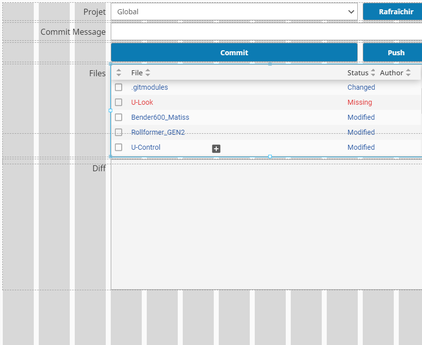 Projet Global Rafraîchir
Commit Message
Commit Push
Files File Status Author
.gitmodules Changed
U-Look Missing
Bender600_Matiss Modified
Rollformer_GEN2 Modified
U-Control Modified
Diff